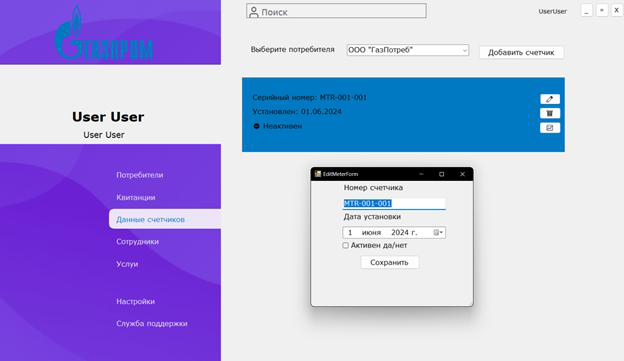 ГАЗПРОМ
User User
User User
Потребители
Квитанции
Данные счетчиков
Сотрудники
Услуи
Настройки
Служба поддержки
Поиск
UserUser
_
=
X
Выберите потребителя
ООО "ГазПотреб"
Добавить счетчик
Серийный номер: MTR-001-001
Установлен: 01.06.2024
Неактивен
EditMeterForm
Номер счетчика
MTR-001-001
Дата установки
1 июня 2024 г.
Активен да/нет
Сохранить